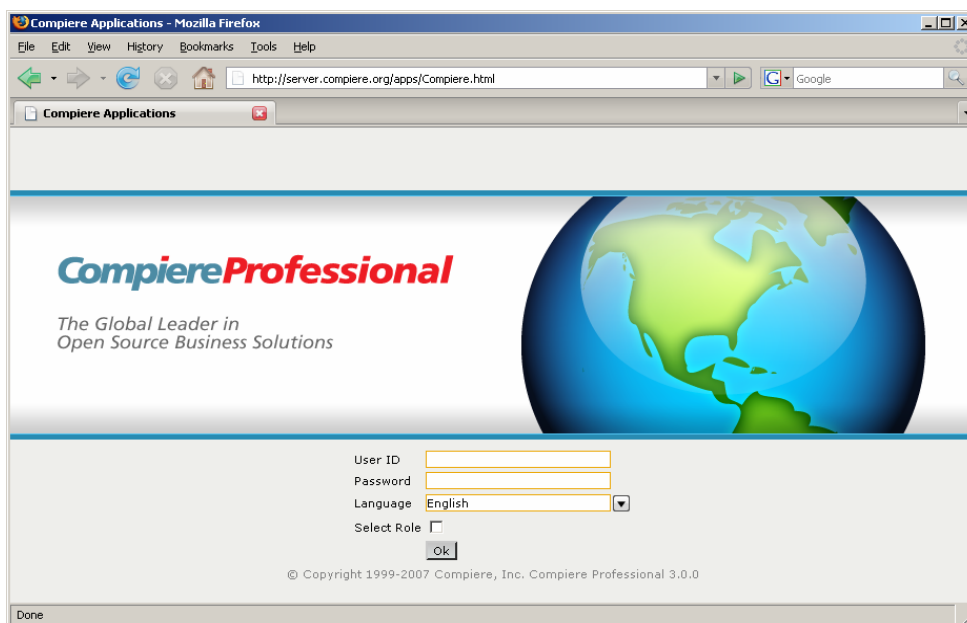 Compiere Applications - Mozilla Firefox
File Edit View History Bookmarks Tools Help
http://server.compiere.org/apps/Compiere.html
G Google
Compiere Applications
CompiereProfessional
The Global Leader in
Open Source Business Solutions
User ID
Password
Language English
Select Role
Ok
© Copyright 1999-2007 Compiere, Inc. Compiere Professional 3.0.0
Done